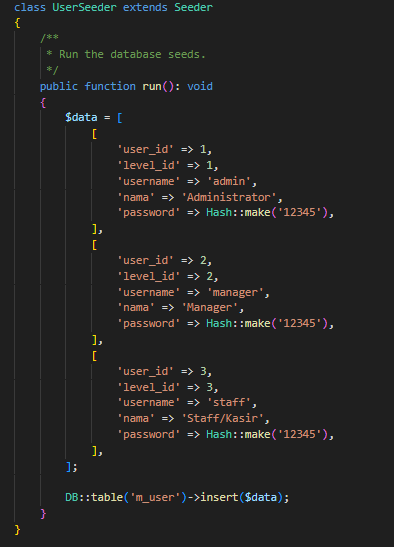 class UserSeeder extends Seeder
{
    /**
     * Run the database seeds.
     */
    public function run(): void
    {
        $data = [
            [
                'user_id' => 1,
                'level_id' => 1,
                'username' => 'admin',
                'nama' => 'Administrator',
                'password' => Hash::make('12345'),
            ],
            [
                'user_id' => 2,
                'level_id' => 2,
                'username' => 'manager',
                'nama' => 'Manager',
                'password' => Hash::make('12345'),
            ],
            [
                'user_id' => 3,
                'level_id' => 3,
                'username' => 'staff',
                'nama' => 'Staff/Kasir',
                'password' => Hash::make('12345'),
            ],
        ];

        DB::table('m_user')->insert($data);
    }
}